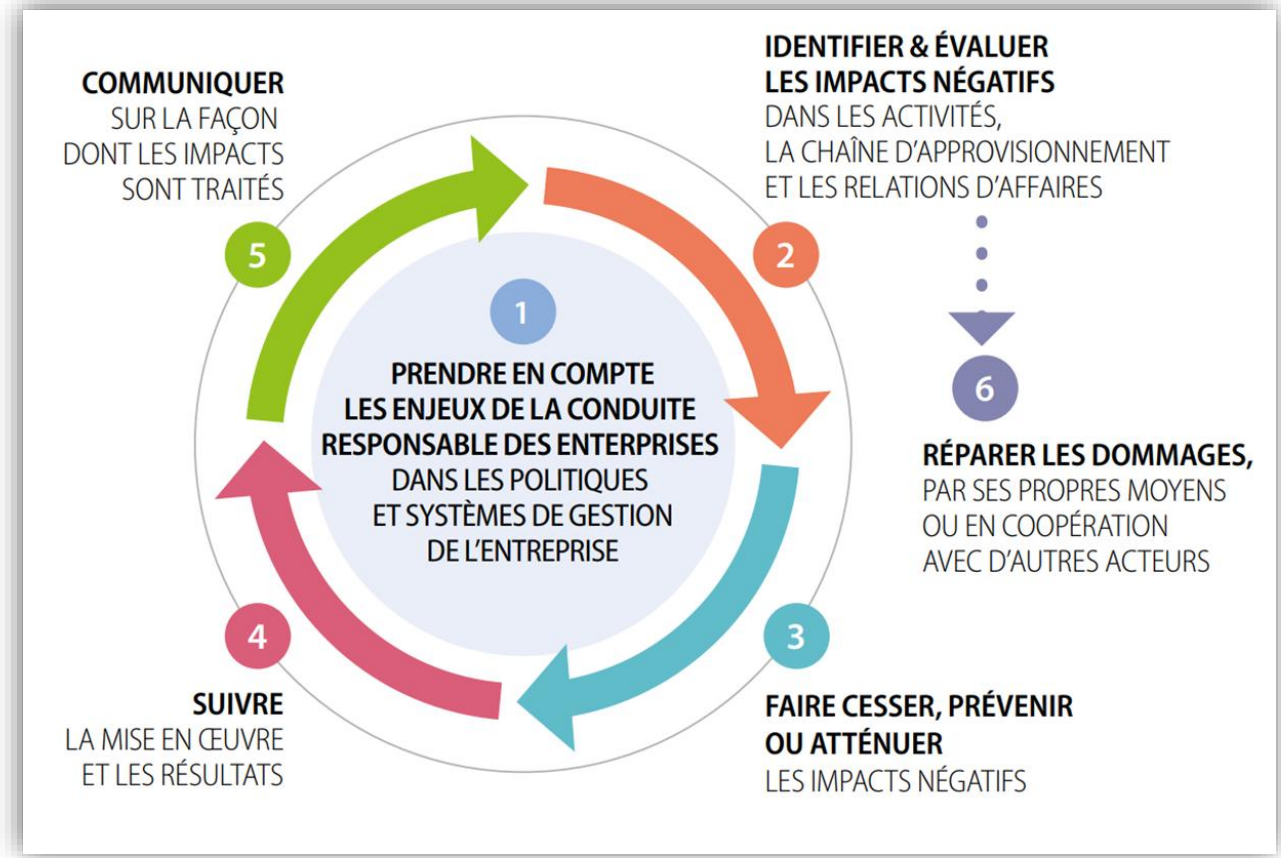 1
PRENDRE EN COMPTE
LES ENJEUX DE LA CONDUITE
RESPONSABLE DES ENTERPRISES
DANS LES POLITIQUES
ET SYSTÈMES DE GESTION
DE L'ENTREPRISE
2
IDENTIFIER & ÉVALUER
LES IMPACTS NÉGATIFS
DANS LES ACTIVITÉS,
LA CHAÎNE D'APPROVISIONNEMENT
ET LES RELATIONS D'AFFAIRES
3
FAIRE CESSER, PRÉVENIR
OU ATTÉNUER
LES IMPACTS NÉGATIFS
4
SUIVRE
LA MISE EN ŒUVRE
ET LES RÉSULTATS
5
COMMUNIQUER
SUR LA FAÇON
DONT LES IMPACTS
SONT TRAITÉS
6
RÉPARER LES DOMMAGES,
PAR SES PROPRES MOYENS
OU EN COOPÉRATION
AVEC D'AUTRES ACTEURS